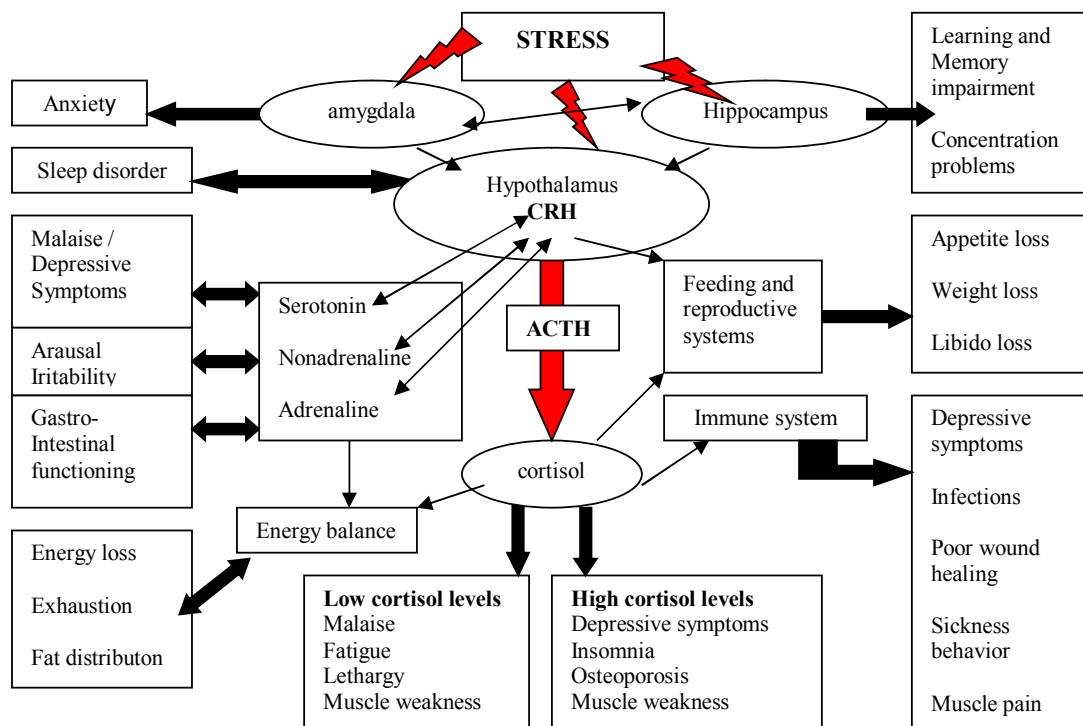 STRESS
Anxiety
amygdala
Hippocampus
Learning and
Memory
impairment
Concentration
problems
Sleep disorder
Hypothalamus
CRH
Malaise /
Depressive
Symptoms
Arausal
Iritability
Gastro-
Intestinal
functioning
Serotonin
Nonadrenaline
Adrenaline
ACTH
Feeding and
reproductive
systems
Appetite loss
Weight loss
Libido loss
Immune system
cortisol
Energy balance
Depressive
symptoms
Infections
Poor wound
healing
Sickness
behavior
Muscle pain
Energy loss
Exhaustion
Fat distributon
Low cortisol levels
Malaise
Fatigue
Lethargy
Muscle weakness
High cortisol levels
Depressive symptoms
Insomnia
Osteoporosis
Muscle weakness